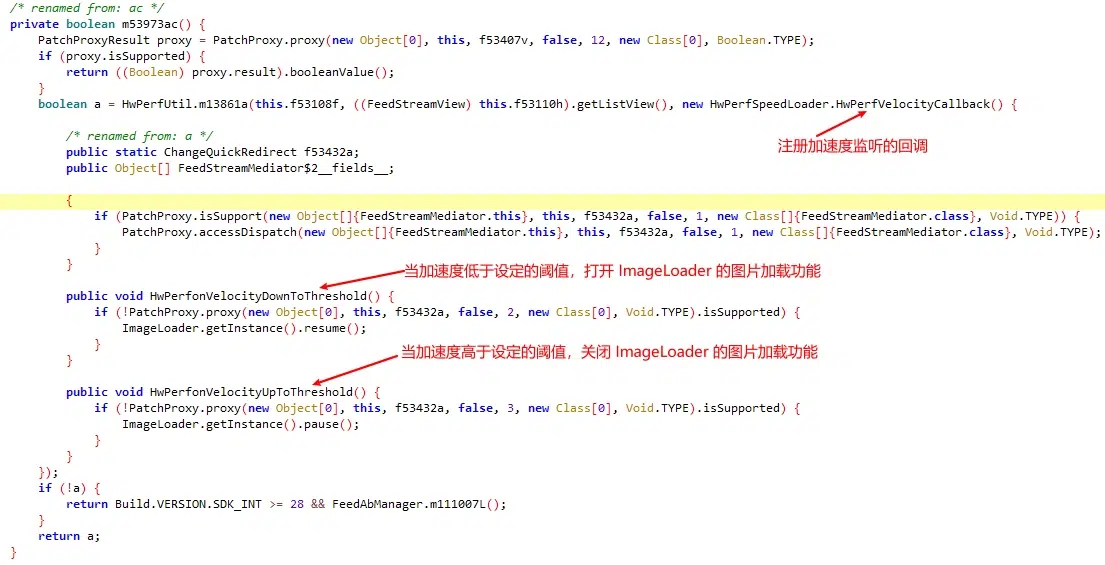 /* renamed from: ac */
private boolean m53973ac() {
PatchProxyResult proxy = PatchProxy.proxy(new Object[0], this, f53407v, false, 12, new Class[0], Boolean.TYPE);
if (proxy.isSupported) {
return ((Boolean) proxy.result).booleanValue();
}
boolean a = HwPerfUtil.m13861a(this.f53108f, ((FeedStreamView) this.f53110h).getListView(), new HwPerfSpeedLoader.HwPerfVelocityCallback() {
注册加速度监听的回调
/* renamed from: a */
public static ChangeQuickRedirect f53432a;
public Object[] FeedStreamMediator$2__fields__;
{
if (PatchProxy.isSupport(new Object[]{FeedStreamMediator.this}, this, f53432a, false, 1, new Class[]{FeedStreamMediator.class}, Void.TYPE)) {
PatchProxy.accessDispatch(new Object[]{FeedStreamMediator.this}, this, f53432a, false, 1, new Class[]{FeedStreamMediator.class}, Void.TYPE);
}
}
当加速度低于设定的阈值，打开 ImageLoader 的图片加载功能
public void HwPerfonVelocityDownToThreshold() {
if (!PatchProxy.proxy(new Object[0], this, f53432a, false, 2, new Class[0], Void.TYPE).isSupported) {
ImageLoader.getInstance().resume();
}
}
当加速度高于设定的阈值，关闭 ImageLoader 的图片加载功能
public void HwPerfonVelocityUpToThreshold() {
if (!PatchProxy.proxy(new Object[0], this, f53432a, false, 3, new Class[0], Void.TYPE).isSupported) {
ImageLoader.getInstance().pause();
}
}
});
if (!a) {
return Build.VERSION.SDK_INT >= 28 && FeedAbManager.m111007L();
}
return a;
}